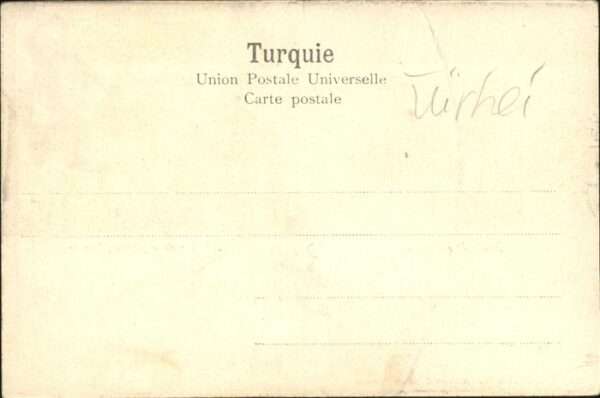 Turquie
Union Postale Universelle
Carte postale
Türkei